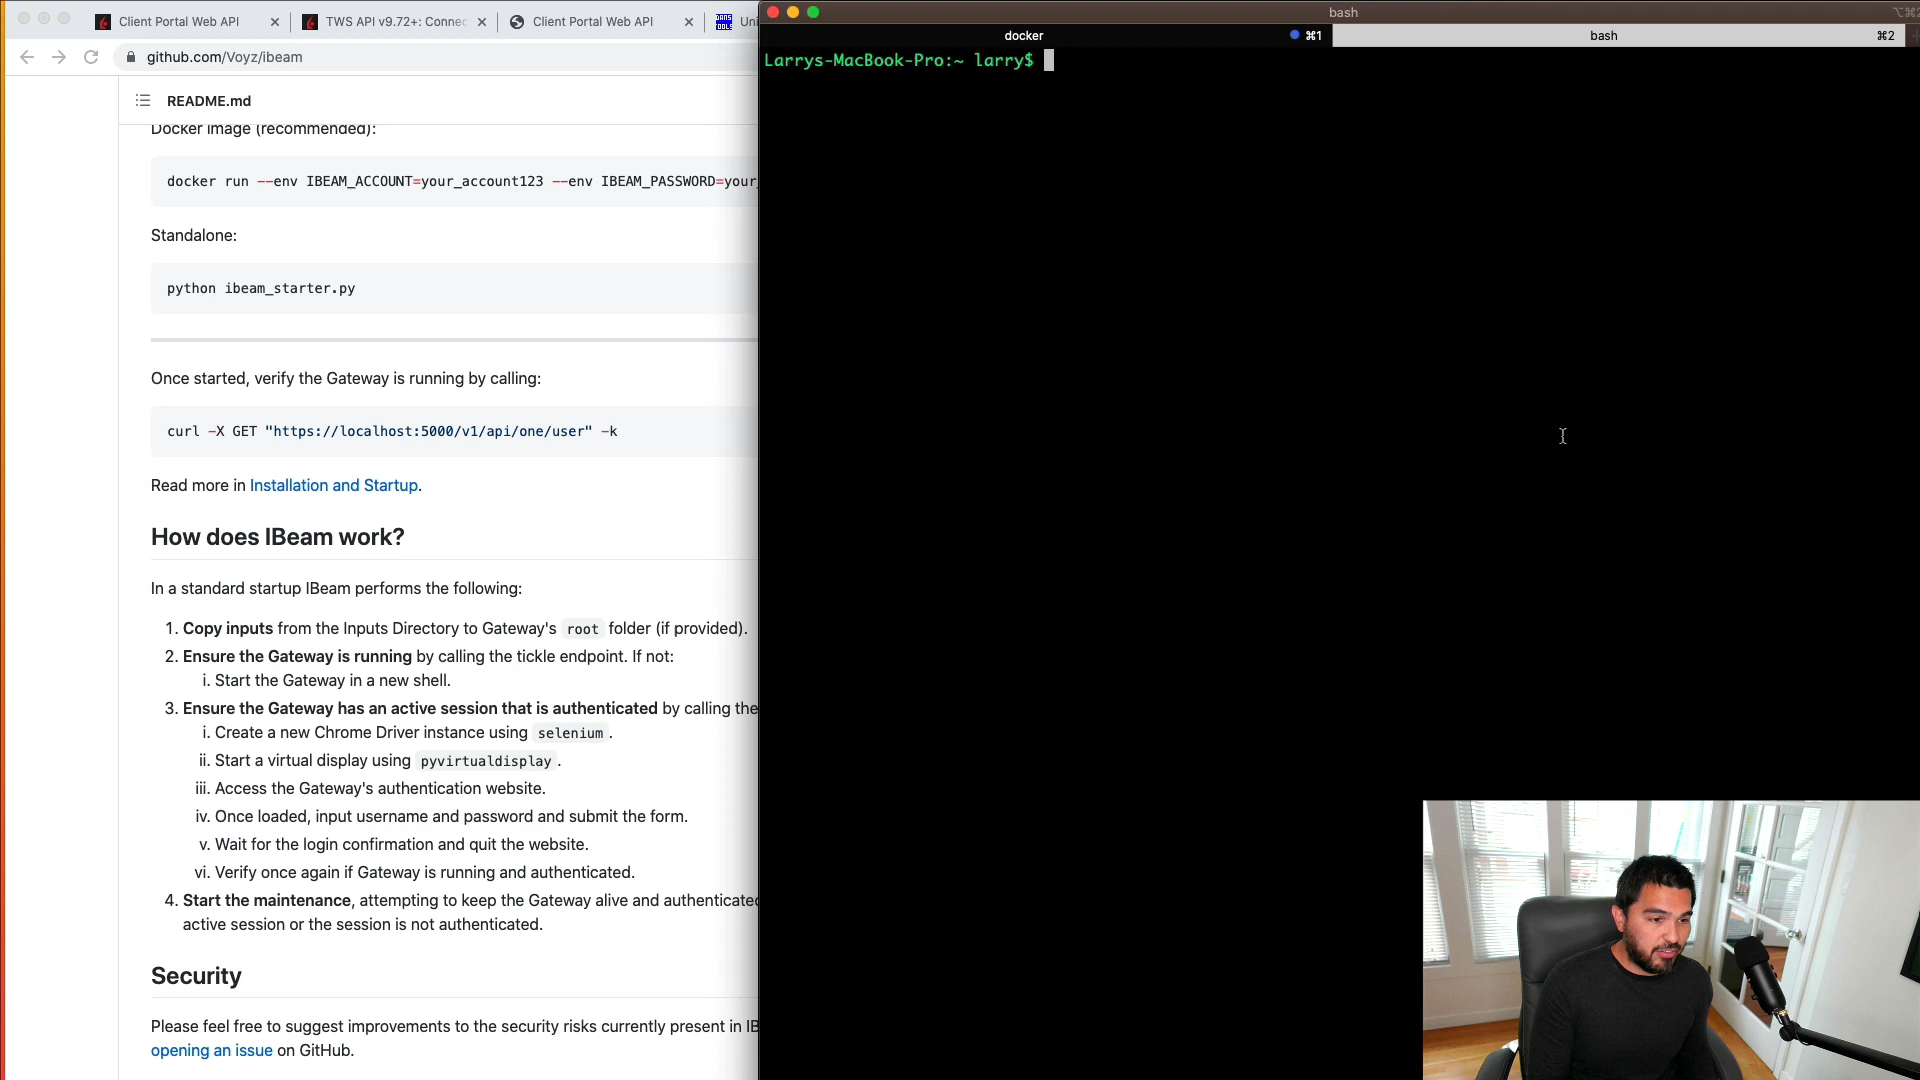 Client Portal Web API
TWS API v9.72+: Connec
Client Portal Web API
Uni
github.com/Voyz/ibeam
README.md
Docker image (recommended):
docker run --env IBEAM_ACCOUNT=your_account123 --env IBEAM_PASSWORD=your_
Standalone:
python ibeam_starter.py
Once started, verify the Gateway is running by calling:
curl -X GET "https://localhost:5000/v1/api/one/user" -k
Read more in Installation and Startup.
How does IBeam work?
In a standard startup IBeam performs the following:
1. Copy inputs from the Inputs Directory to Gateway's root folder (if provided).
2. Ensure the Gateway is running by calling the tickle endpoint. If not:
i. Start the Gateway in a new shell.
3. Ensure the Gateway has an active session that is authenticated by calling the
i. Create a new Chrome Driver instance using selenium .
ii. Start a virtual display using pyvirtualdisplay .
iii. Access the Gateway's authentication website.
iv. Once loaded, input username and password and submit the form.
v. Wait for the login confirmation and quit the website.
vi. Verify once again if Gateway is running and authenticated.
4. Start the maintenance, attempting to keep the Gateway alive and authenticated
active session or the session is not authenticated.
Security
Please feel free to suggest improvements to the security risks currently present in IB
opening an issue on GitHub.
bash
docker ⌘1
bash ⌘2
Larrys-MacBook-Pro:~ larry$